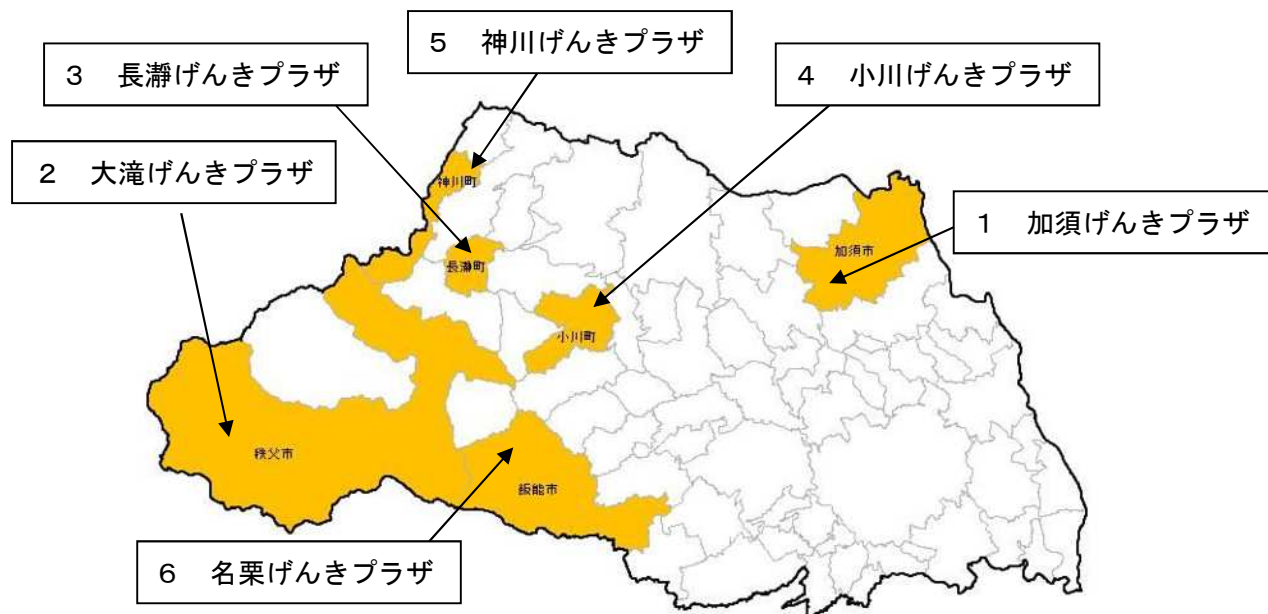 5 神川げんきプラザ
3 長瀞げんきプラザ
4 小川げんきプラザ
2 大滝げんきプラザ
神川町
1 加須げんきプラザ
加須市
長瀞町
小川町
秩父市
飯能市
6 名栗げんきプラザ